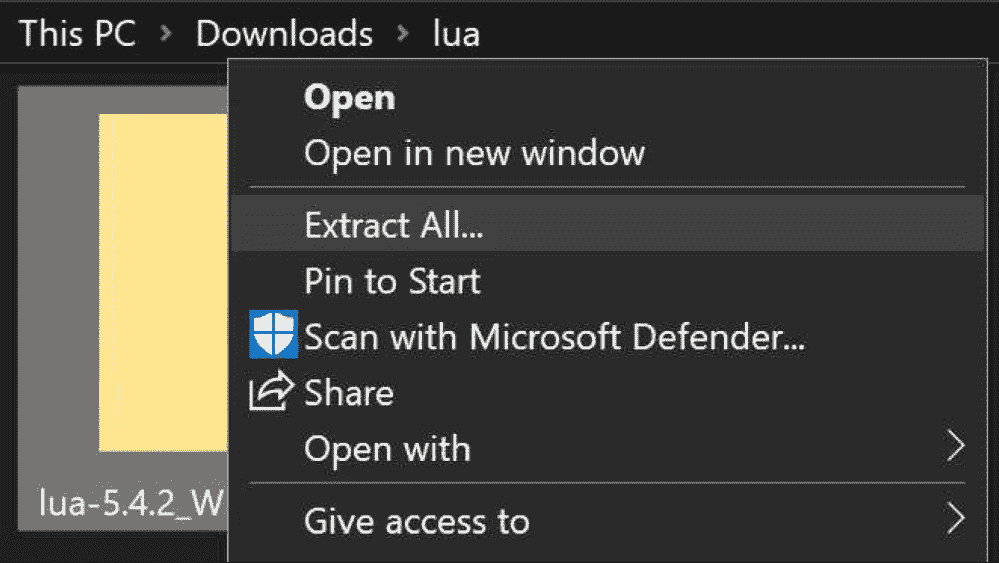 This PC > Downloads > lua
Open
Open in new window
Extract All...
Pin to Start
Scan with Microsoft Defender...
Share
Open with
lua-5.4.2_W
Give access to